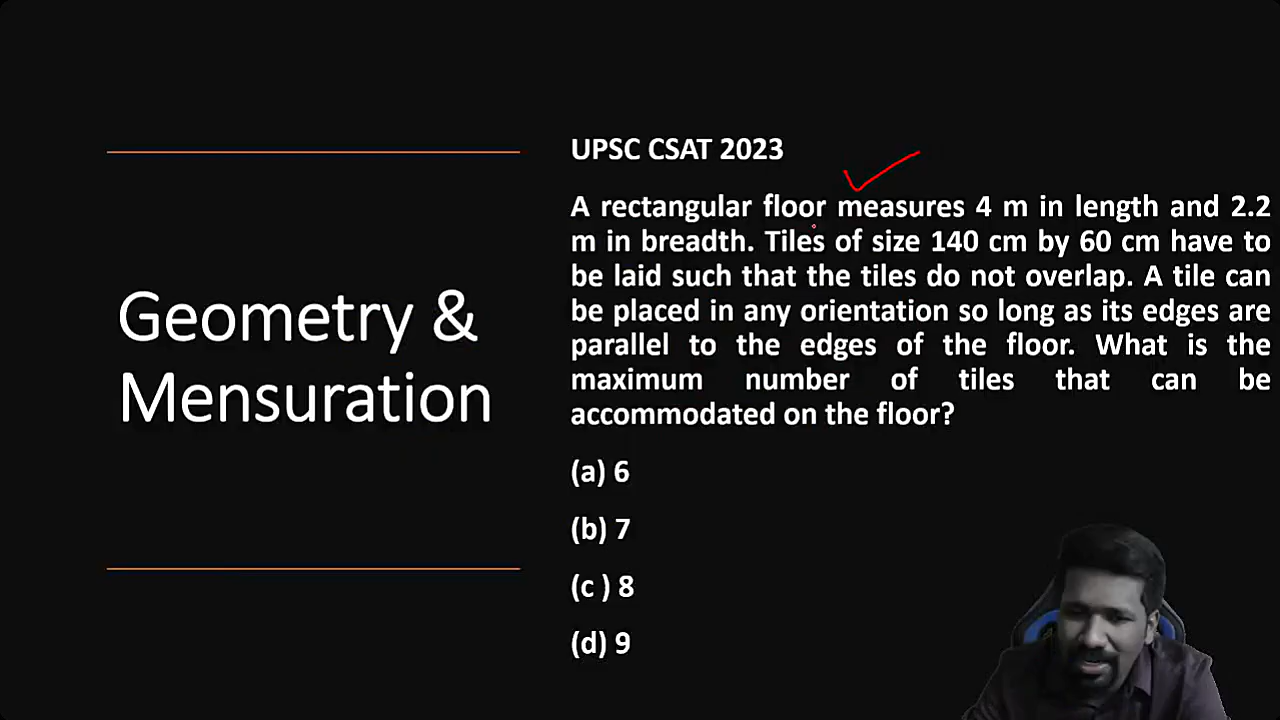 Geometry &
Mensuration
UPSC CSAT 2023
A rectangular floor measures 4 m in length and 2.2
m in breadth. Tiles of size 140 cm by 60 cm have to
be laid such that the tiles do not overlap. A tile can
be placed in any orientation so long as its edges are
parallel to the edges of the floor. What is the
maximum number of tiles that can be
accommodated on the floor?
(a) 6
(b) 7
(c ) 8
(d) 9